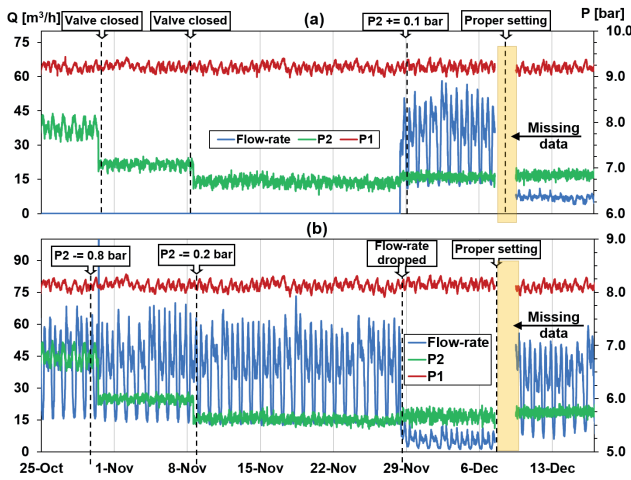 Q [m³/h]
(a)
P [bar]
Valve closed
Valve closed
P2 += 0.1 bar
Proper setting
75
60
45
30
15
0
10.0
9.0
8.0
7.0
6.0
Flow-rate
P2
P1
Missing
data
(b)
P2 -= 0.8 bar
P2 -= 0.2 bar
Flow-rate
dropped
Proper setting
90
75
60
45
30
15
0
9.0
8.0
7.0
6.0
5.0
Missing
data
Flow-rate
P2
P1
25-Oct
1-Nov
8-Nov
15-Nov
22-Nov
29-Nov
6-Dec
13-Dec